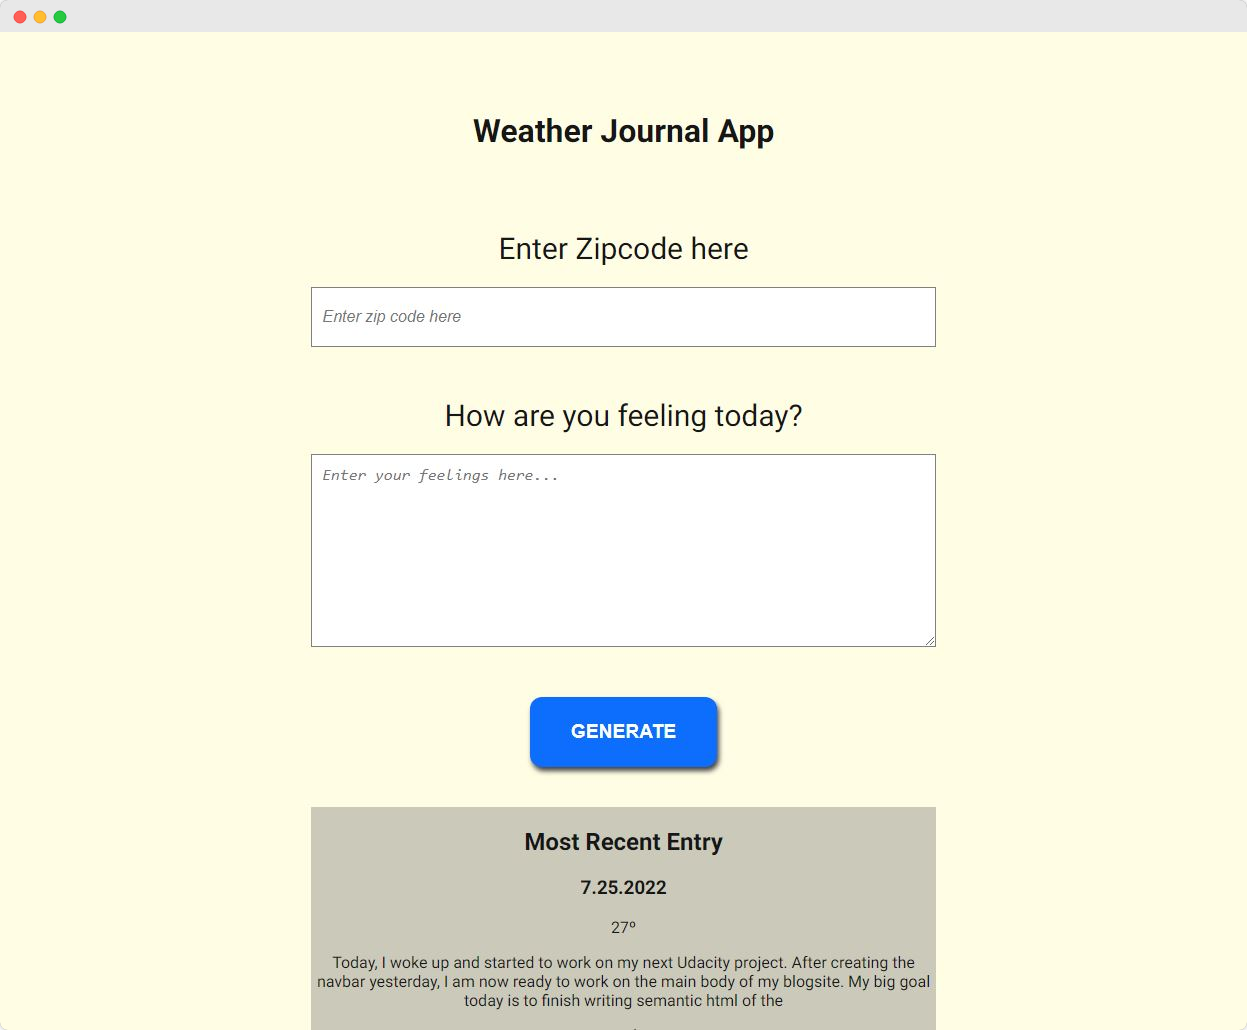 Weather Journal App
Enter Zipcode here
Enter zip code here
How are you feeling today?
Enter your feelings here...
GENERATE
Most Recent Entry
7.25.2022
27º
Today, I woke up and started to work on my next Udacity project. After creating the
navbar yesterday, I am now ready to work on the main body of my blogsite. My big goal
today is to finish writing semantic html of the